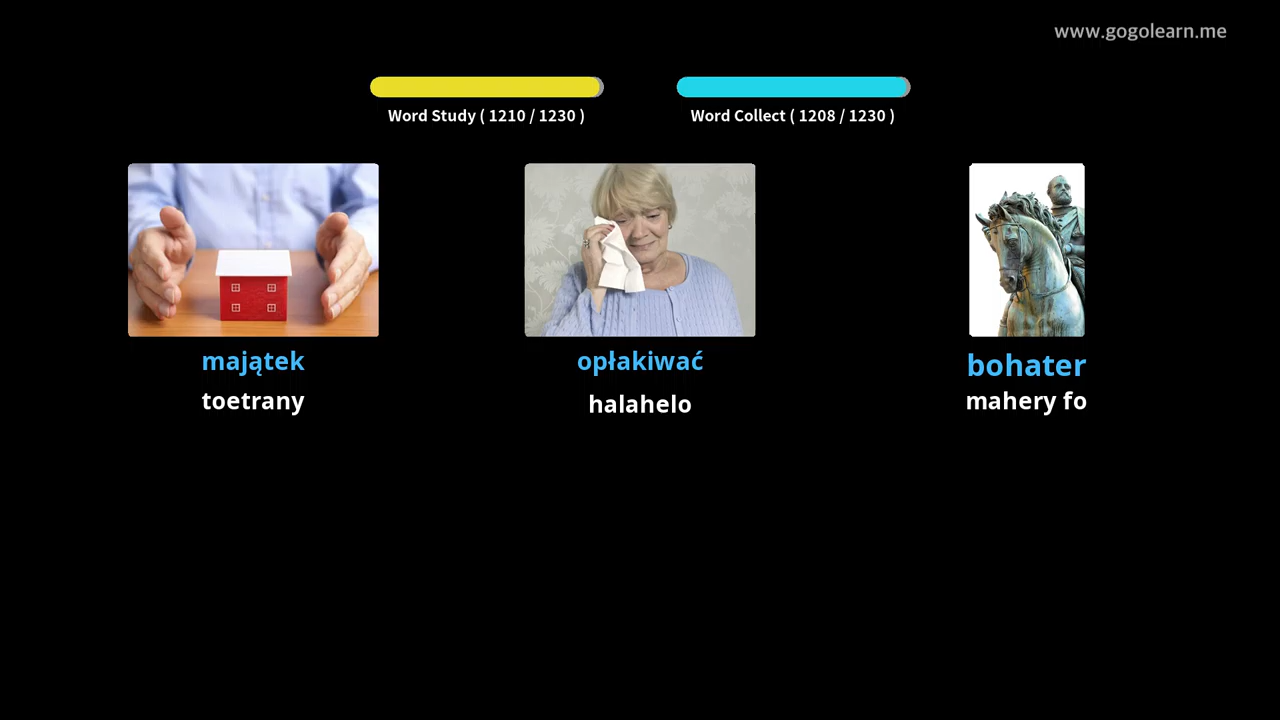 www.gogolearn.me
Word Study ( 1210 / 1230 )
Word Collect ( 1208 / 1230 )
majątek
toetrany
opłakiwać
halahelo
bohater
mahery fo